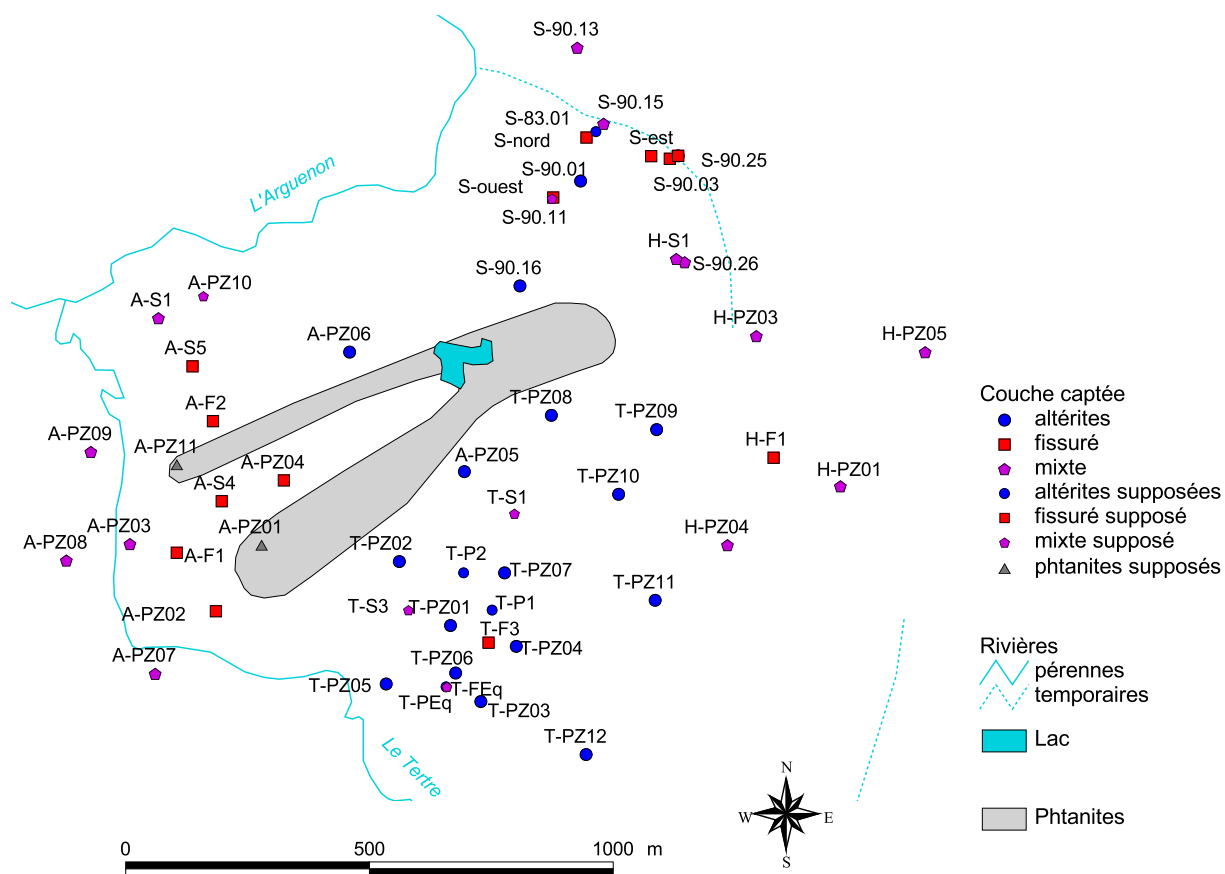 S-90.13
S-90.15
S-83.01
S-nord
S-est
S-90.25
S-90.01
S-90.03
S-ouest
S-90.11
L'Arguenon
H-S1
S-90.26
S-90.16
A-PZ10
A-S1
H-PZ03
H-PZ05
A-PZ06
A-S5
T-PZ08
T-PZ09
A-F2
A-PZ09
A-PZ11
A-PZ04
A-PZ05
H-F1
H-PZ01
T-PZ10
A-S4
T-S1
A-PZ01
A-PZ03
H-PZ04
A-PZ08
A-F1
T-PZ02
T-P2
T-PZ07
T-PZ11
A-PZ02
T-S3
T-PZ01
T-P1
T-F3
T-PZ04
A-PZ07
T-PZ06
T-PZ05
T-FEq
T-PEq
T-PZ03
T-PZ12
Le Tertre
Couche captée
altérites
fissuré
mixte
altérites supposées
fissuré supposé
mixte supposé
phtanites supposés
Rivières
pérennes
temporaires
Lac
Phtanites
N
W
E
S
0 500 1000 m